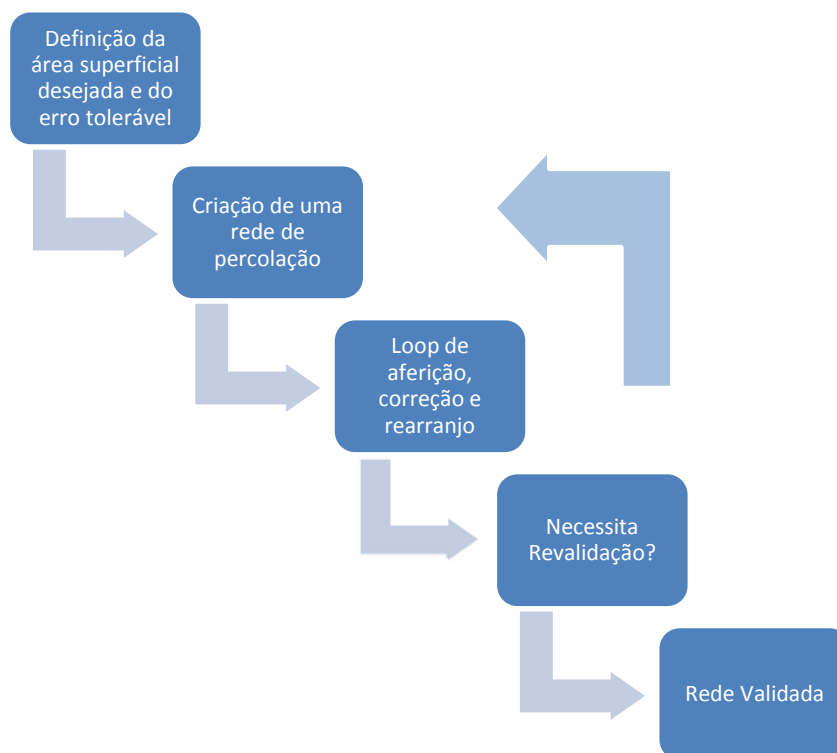 Definição da
área superficial
desejada e do
erro tolerável
Criação de uma
rede de
percolação
Loop de
aferição,
correção e
rearranjo
Necessita
Revalidação?
Rede Validada